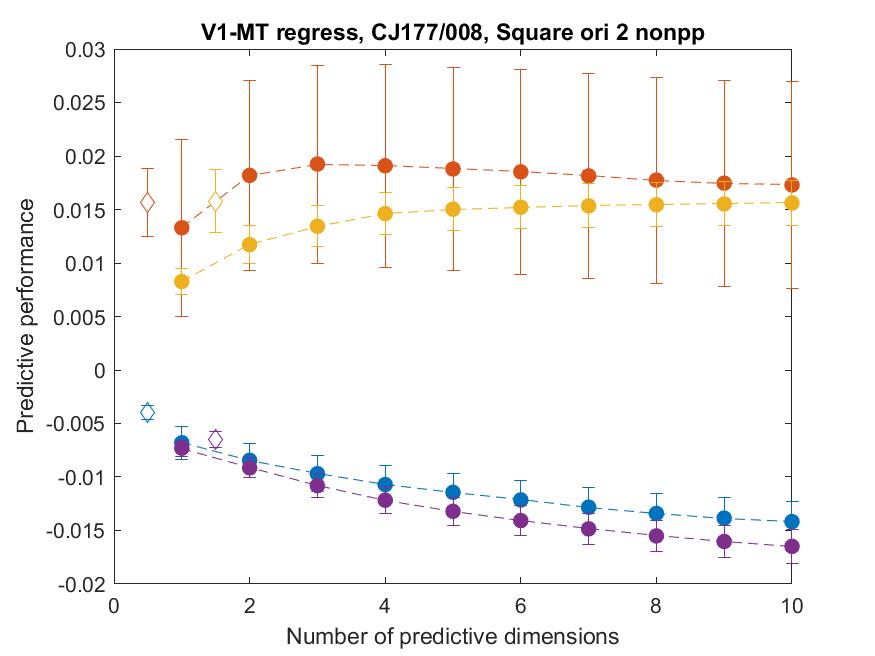 V1-MT regress, CJ177/008, Square ori 2 nonpp
0.03
0.025
0.02
0.015
0.01
0.005
0
-0.005
-0.01
-0.015
-0.02
Predictive performance
0 2 4 6 8 10
Number of predictive dimensions